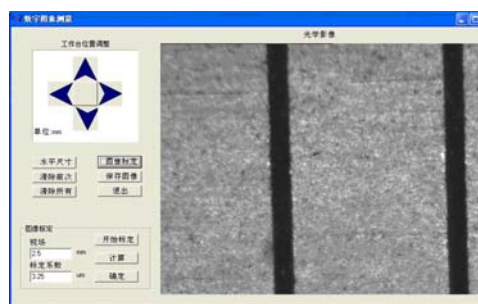 数字图象测量
工作台位置调整
光学影像
单位:mm
水平尺寸
图像标定
清除前次
保存图像
清除所有
退出
图像标定
视场
开始标定
2.5
mm
计算
标定系数
3.25
um
确定